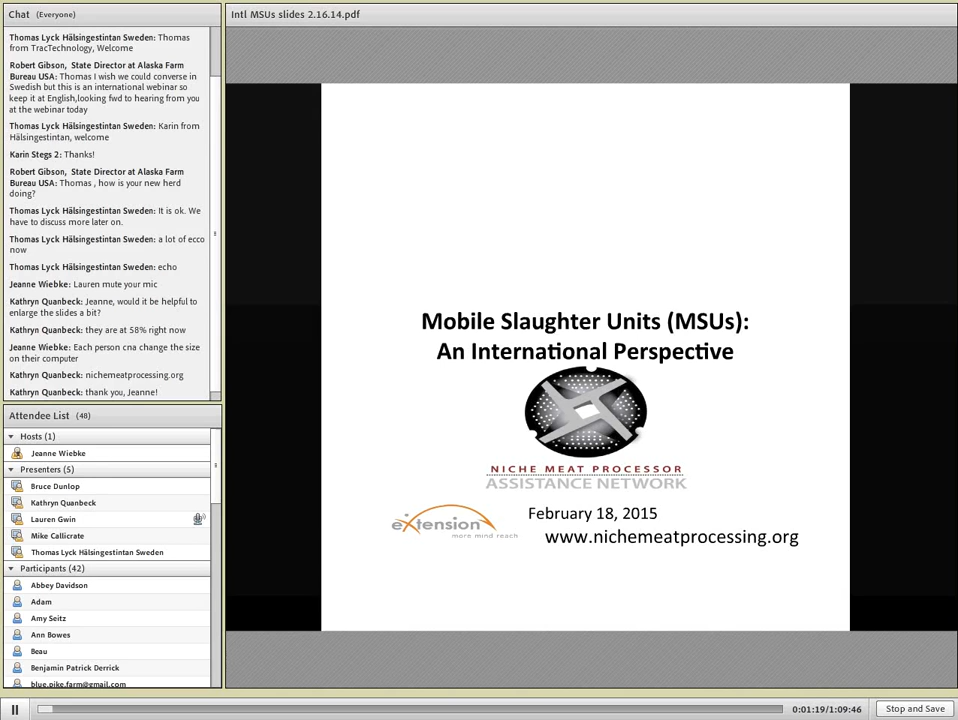 Chat (Everyone)
Thomas Lyck Hälsingestintan Sweden: Thomas
from TracTechnology, Welcome
Robert Gibson, State Director at Alaska Farm
Bureau USA: Thomas I wish we could converse in
Swedish but this is an international webinar so
keep it at English,looking fwd to hearing from you
at the webinar today
Thomas Lyck Hälsingestintan Sweden: Karin from
Hälsingestintan, welcome
Karin Stegs 2: Thanks!
Robert Gibson, State Director at Alaska Farm
Bureau USA: Thomas , how is your new herd
doing?
Thomas Lyck Hälsingestintan Sweden: It is ok. We
have to discuss more later on.
Thomas Lyck Hälsingestintan Sweden: a lot of ecco
now
Thomas Lyck Hälsingestintan Sweden: echo
Jeanne Wiebke: Lauren mute your mic
Kathryn Quanbeck: Jeanne, would it be helpful to
enlarge the slides a bit?
Kathryn Quanbeck: they are at 58% right now
Jeanne Wiebke: Each person cna change the size
on their computer
Kathryn Quanbeck: nichemeatprocessing.org
Kathryn Quanbeck: thank you, Jeanne!
Attendee List (48)
Hosts (1)
Jeanne Wiebke
Presenters (5)
Bruce Dunlop
Kathryn Quanbeck
Lauren Gwin
Mike Callicrate
Thomas Lyck Hälsingestintan Sweden
Participants (42)
Abbey Davidson
Adam
Amy Seitz
Ann Bowes
Beau
Benjamin Patrick Derrick
blue.pike.farm@gmail.com
Intl MSUs slides 2.16.14.pdf
Mobile Slaughter Units (MSUs):
An International Perspective
NICHE MEAT PROCESSOR
ASSISTANCE NETWORK
eXtension
more mind reach
February 18, 2015
www.nichemeatprocessing.org
0:01:19/1:09:46
Stop and Save